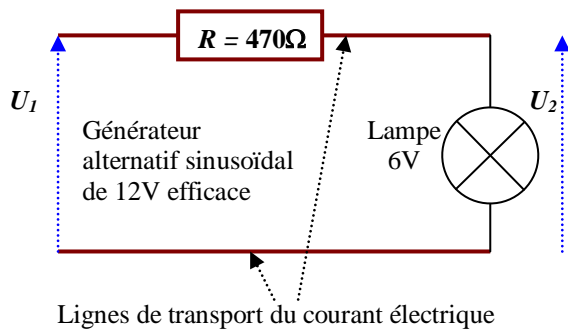 R = 470Ω
U1
Générateur
alternatif sinusoïdal
de 12V efficace
Lampe
6V
U2
Lignes de transport du courant électrique